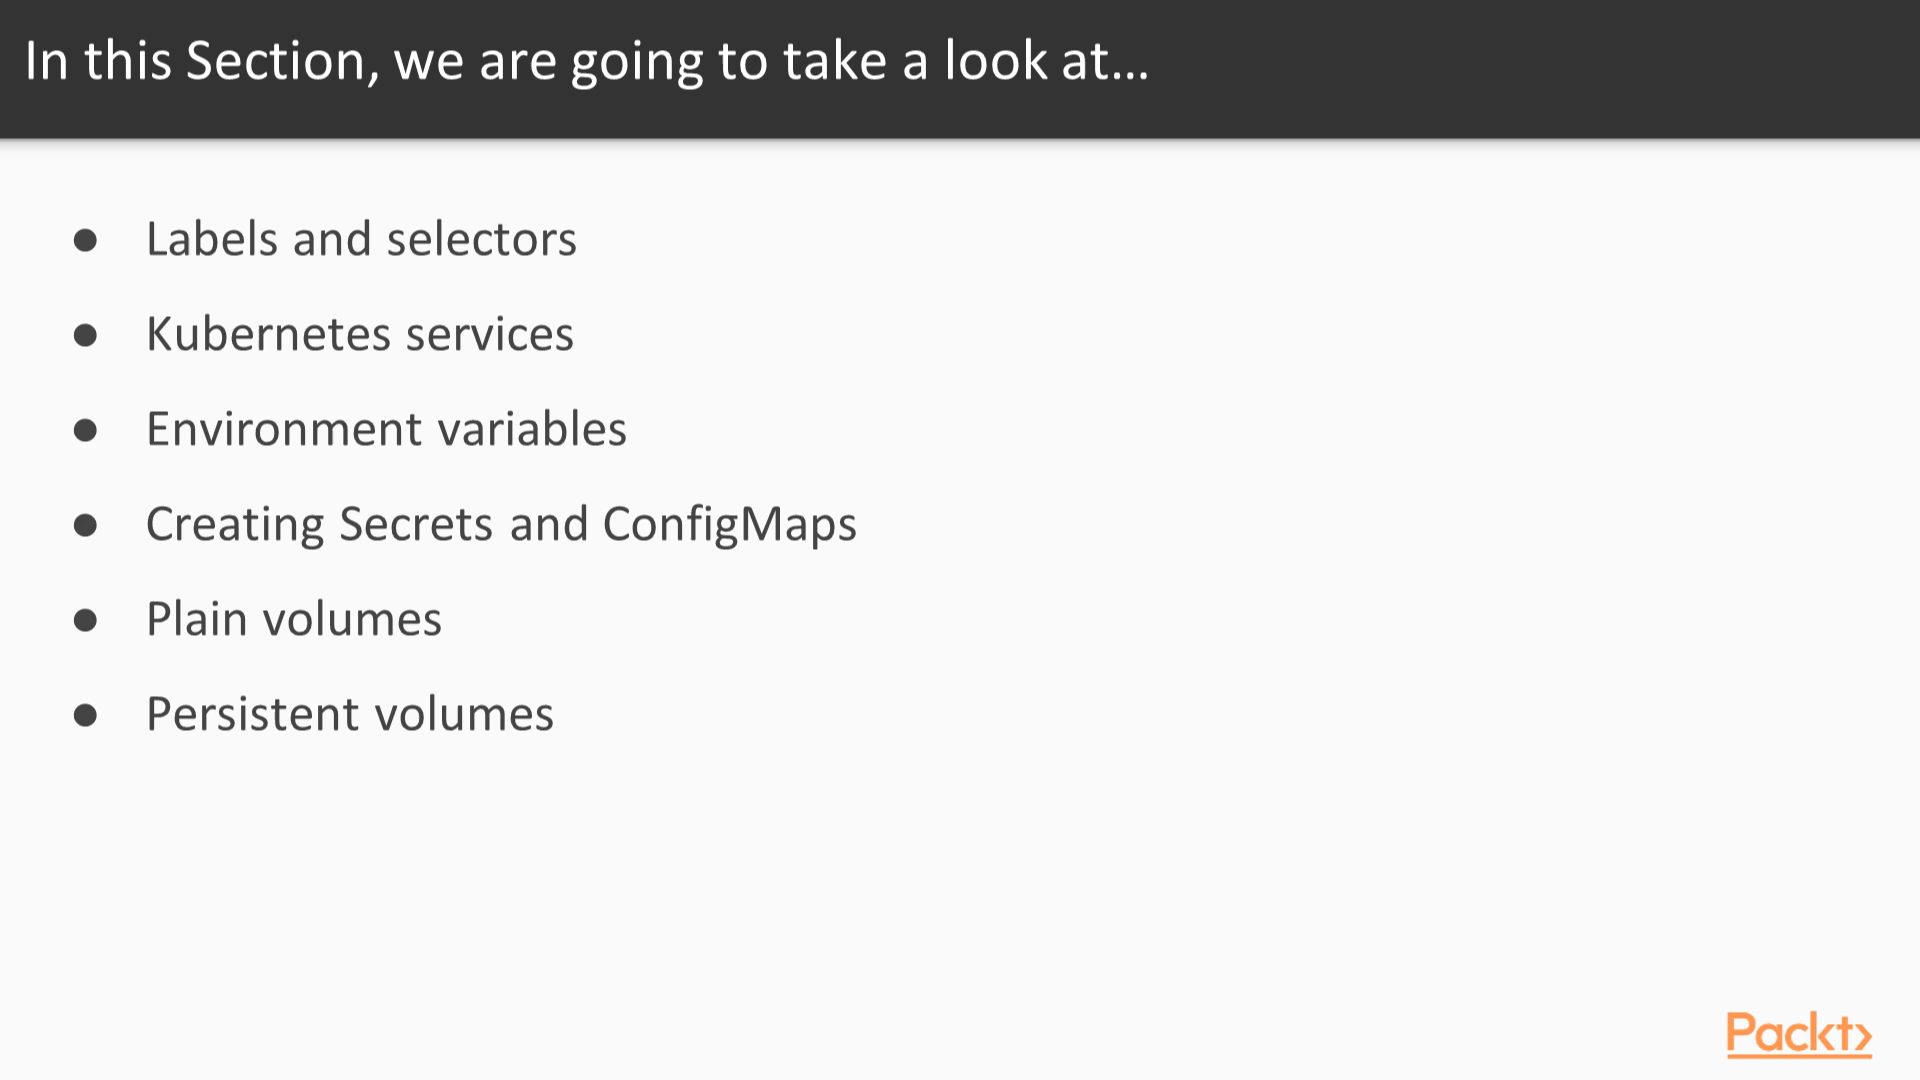 In this Section, we are going to take a look at...
● Labels and selectors
● Kubernetes services
● Environment variables
● Creating Secrets and ConfigMaps
● Plain volumes
● Persistent volumes
Packt>